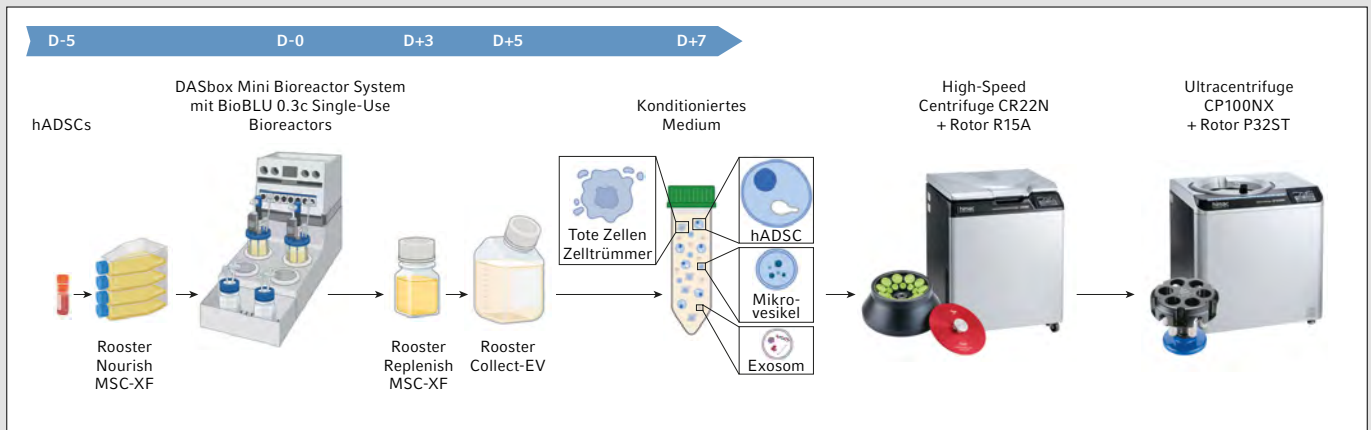 D-5
D-0
D+3
D+5
D+7
hADSCs
DASbox Mini Bioreactor System
mit BioBLU 0.3c Single-Use
Bioreactors
Konditioniertes
Medium
High-Speed
Centrifuge CR22N
+ Rotor R15A
Ultracentrifuge
CP100NX
+ Rotor P32ST
Tote Zellen
Zelltrümmer
hADSC
Mikro-
vesikel
Exosom
Rooster
Nourish
MSC-XF
Rooster
Replenish
MSC-XF
Rooster
Collect-EV
himac
himac